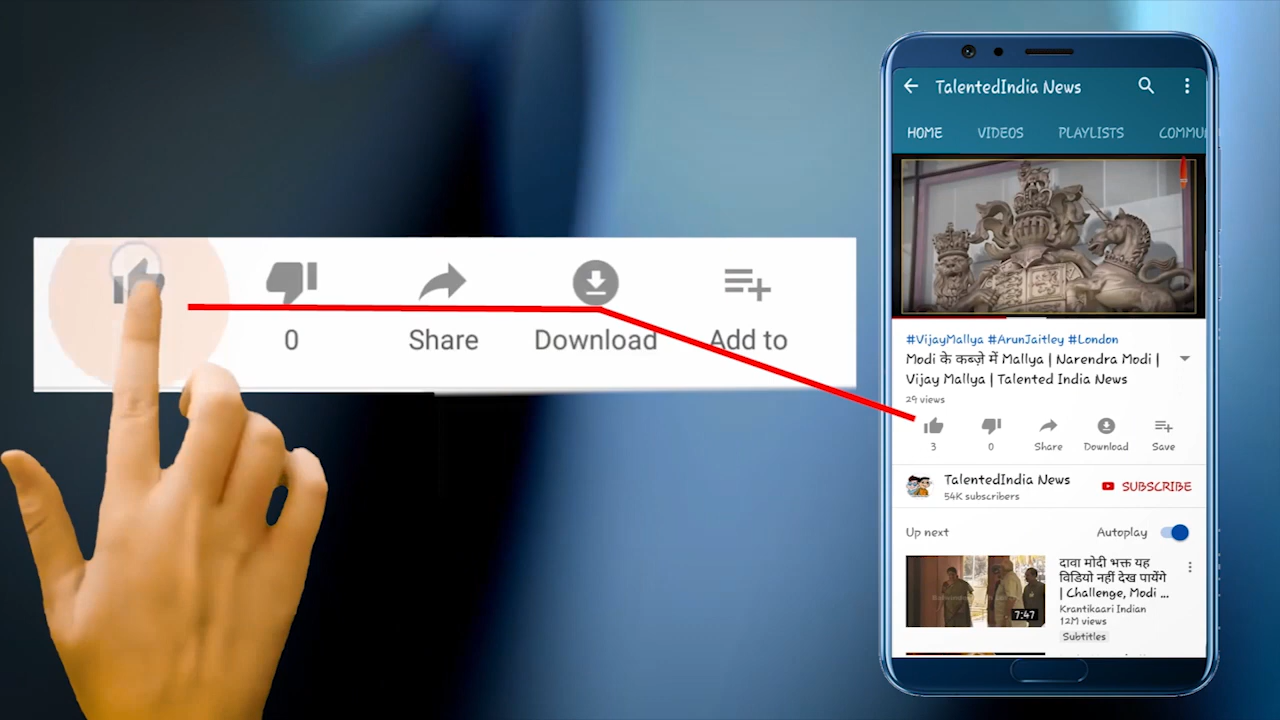 0
Share
Download
Add to
TalentedIndia News
HOME
VIDEOS
PLAYLISTS
COMMU
#VijayMallya #ArunJaitley #London
Modi के कब्ज़े में Mallya | Narendra Modi |
Vijay Mallya | Talented India News
29 views
3
0
Share
Download
Save
TalentedIndia News
54K subscribers
SUBSCRIBE
Up next
Autoplay
7:47
दावा मोदी भक्त यह
विडियो नहीं देख पायेंगे
| Challenge, Modi ...
Krantikaari Indian
12M views
Subtitles